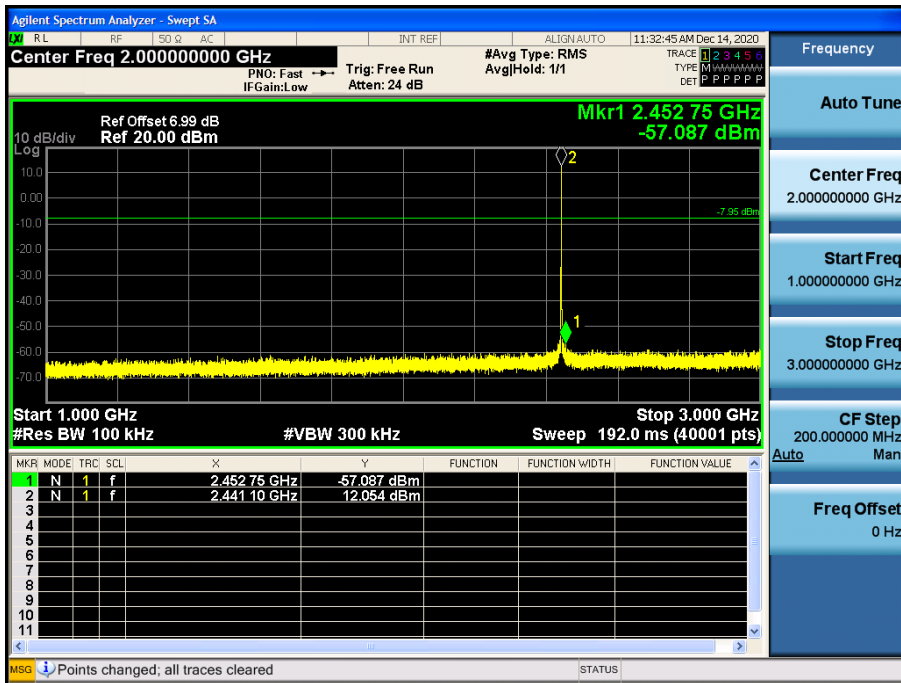 Agilent Spectrum Analyzer - Swept SA
LXI RL RF 50 Ω AC INT REF ALIGN AUTO 11:32:45 AM Dec 14, 2020
Center Freq 2.000000000 GHz
PNO: Fast
IFGain:Low
Trig: Free Run
Atten: 24 dB
#Avg Type: RMS
Avg|Hold: 1/1
TRACE 1 2 3 4 5 6
TYPE M W W W W W
DET P P P P P P
Mkr1 2.452 75 GHz
-57.087 dBm
Ref Offset 6.99 dB
10 dB/div Ref 20.00 dBm
Log
10.0
0.00
-10.0
-20.0
-30.0
-40.0
-50.0
-60.0
-70.0
2
-7.95 dBm
1
Start 1.000 GHz Stop 3.000 GHz
#Res BW 100 kHz #VBW 300 kHz Sweep 192.0 ms (40001 pts)
MKR MODE TRC SCL X Y FUNCTION FUNCTION WIDTH FUNCTION VALUE
1 N 1 f 2.452 75 GHz -57.087 dBm
2 N 1 f 2.441 10 GHz 12.054 dBm
3
4
5
6
7
8
9
10
11
MSG Points changed; all traces cleared STATUS
Frequency
Auto Tune
Center Freq
2.000000000 GHz
Start Freq
1.000000000 GHz
Stop Freq
3.000000000 GHz
CF Step
200.000000 MHz
Auto Man
Freq Offset
0 Hz